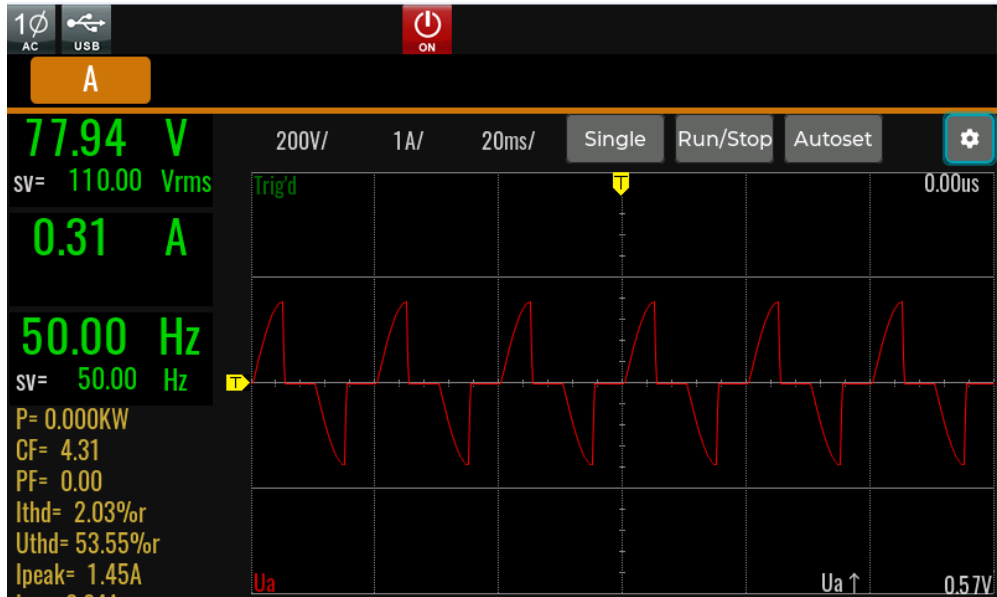 1Ø
AC
USB
ON
A
77.94 V
sv= 110.00 Vrms
0.31 A
50.00 Hz
sv= 50.00 Hz
P= 0.000KW
CF= 4.31
PF= 0.00
Ithd= 2.03%r
Uthd= 53.55%r
Ipeak= 1.45A
200V/ 1A/ 20ms/ Single Run/Stop Autoset
Trig'd T 0.00us
T
Ua Ua↑ 0.57V